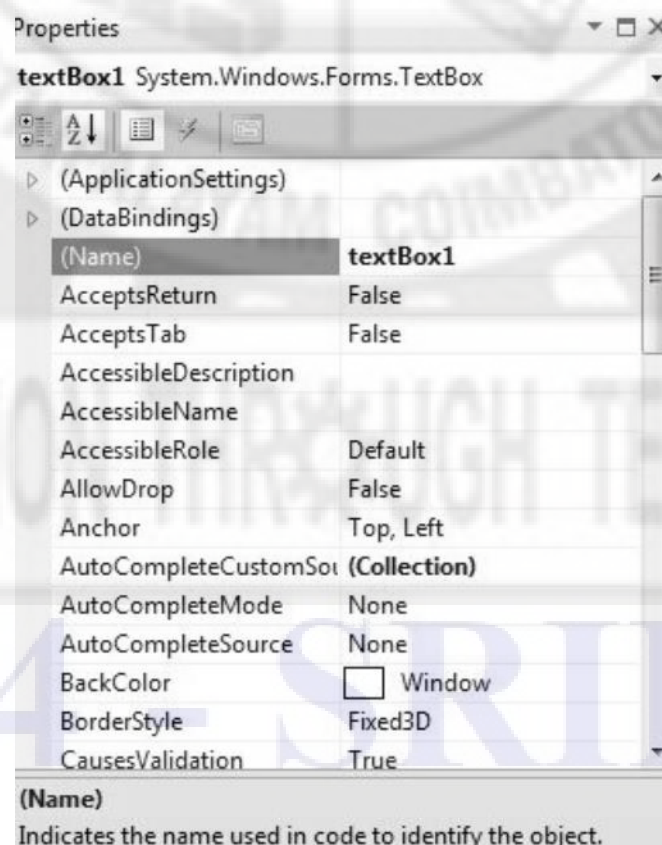 Properties
textBox1 System.Windows.Forms.TextBox
(ApplicationSettings)
(DataBindings)
(Name) textBox1
AcceptsReturn False
AcceptsTab False
AccessibleDescription
AccessibleName
AccessibleRole Default
AllowDrop False
Anchor Top, Left
AutoCompleteCustomSou (Collection)
AutoCompleteMode None
AutoCompleteSource None
BackColor Window
BorderStyle Fixed3D
CausesValidation True
(Name)
Indicates the name used in code to identify the object.